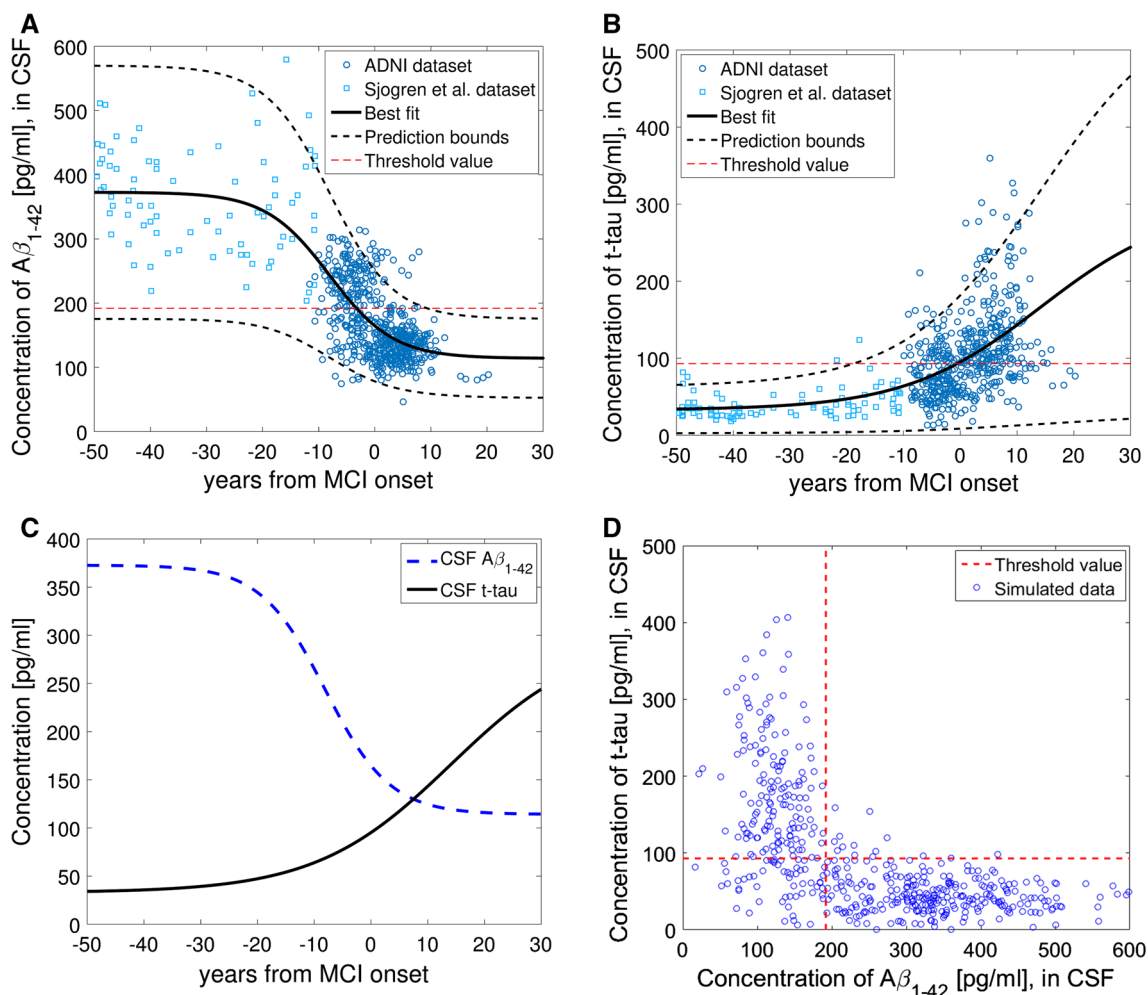 A
Concentration of Aβ1-42 [pg/ml], in CSF
600
500
400
300
200
100
0
-50 -40 -30 -20 -10 0 10 20 30
years from MCI onset
ADNI dataset
Sjogren et al. dataset
Best fit
Prediction bounds
Threshold value
B
Concentration of t-tau [pg/ml], in CSF
500
400
300
200
100
0
-50 -40 -30 -20 -10 0 10 20 30
years from MCI onset
ADNI dataset
Sjogren et al. dataset
Best fit
Prediction bounds
Threshold value
C
Concentration [pg/ml]
400
350
300
250
200
150
100
50
0
-50 -40 -30 -20 -10 0 10 20 30
years from MCI onset
CSF Aβ1-42
CSF t-tau
D
Concentration of t-tau [pg/ml], in CSF
500
400
300
200
100
0
0 100 200 300 400 500 600
Concentration of Aβ1-42 [pg/ml], in CSF
Threshold value
Simulated data